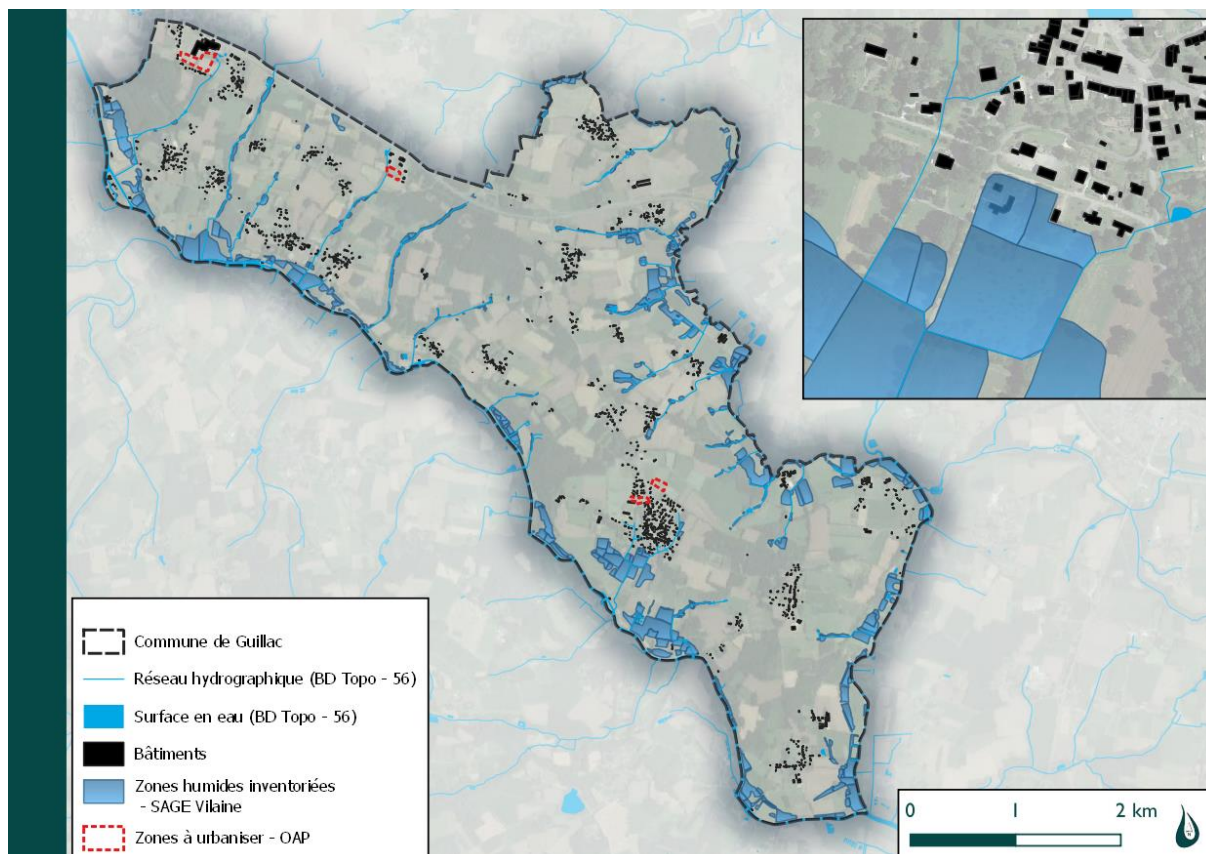 Commune de Guillac
Réseau hydrographique (BD Topo - 56)
Surface en eau (BD Topo - 56)
Bâtiments
Zones humides inventoriées
- SAGE Vilaine
Zones à urbaniser - OAP
0 1 2 km